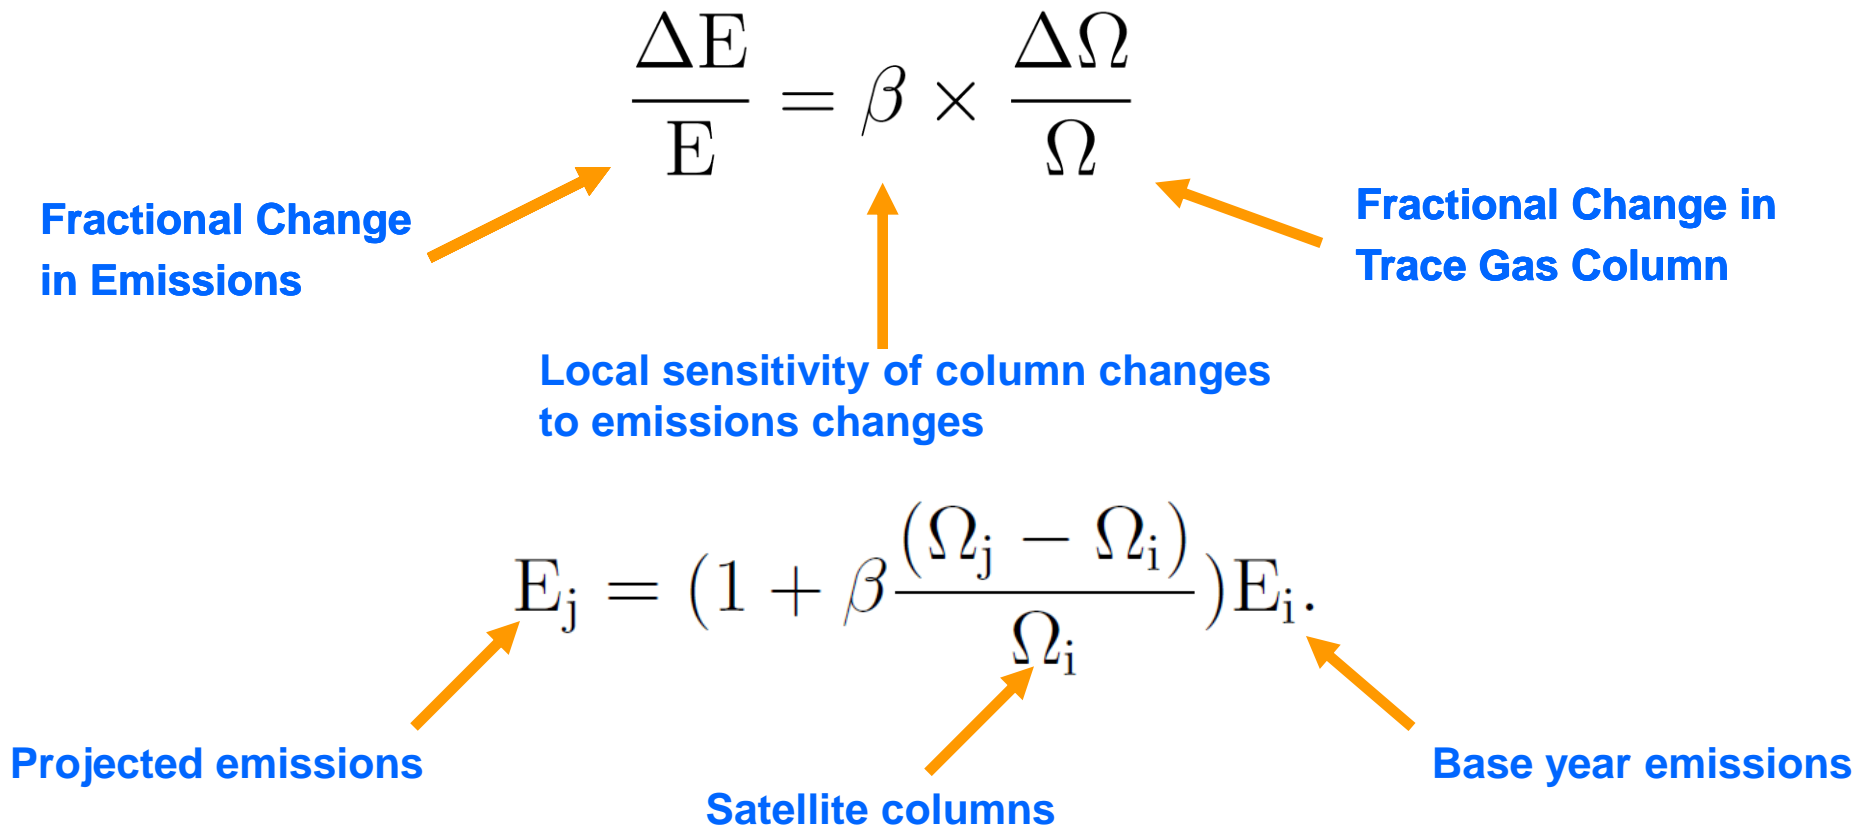 ΔE/E = β × ΔΩ/Ω
Fractional Change
in Emissions
Fractional Change in
Trace Gas Column
Local sensitivity of column changes
to emissions changes
E_j = (1 + β (Ω_j − Ω_i)/Ω_i)E_i.
Projected emissions
Satellite columns
Base year emissions